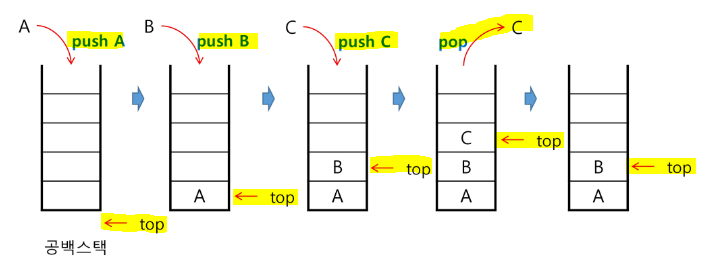 A push A B push B C push C pop C
C top
B top B B top
A top A A A
top
공백스택